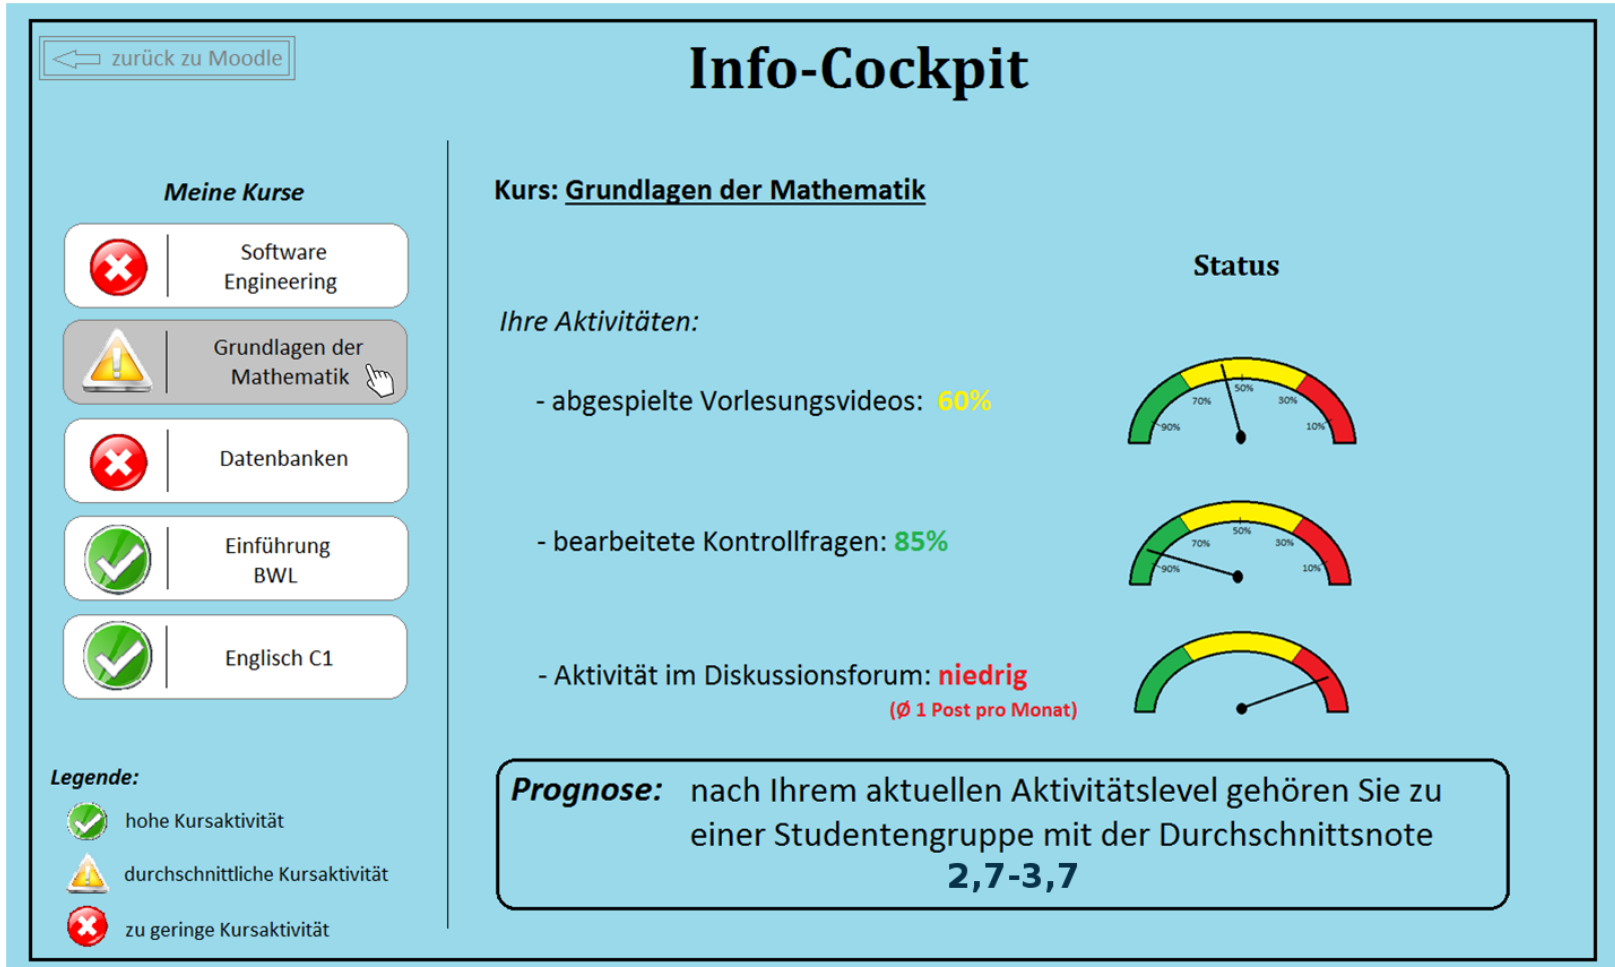 zurück zu Moodle
Info-Cockpit
Meine Kurse
Software
Engineering
Grundlagen der
Mathematik
Datenbanken
Einführung
BWL
Englisch C1
Legende:
hohe Kursaktivität
durchschnittliche Kursaktivität
zu geringe Kursaktivität
Kurs: Grundlagen der Mathematik
Status
Ihre Aktivitäten:
- abgespielte Vorlesungsvideos: 60%
90% 70% 50% 30% 10%
- bearbeitete Kontrollfragen: 85%
90% 70% 50% 30% 10%
- Aktivität im Diskussionsforum: niedrig
(Ø 1 Post pro Monat)
Prognose: nach Ihrem aktuellen Aktivitätslevel gehören Sie zu
einer Studentengruppe mit der Durchschnittsnote
2,7-3,7